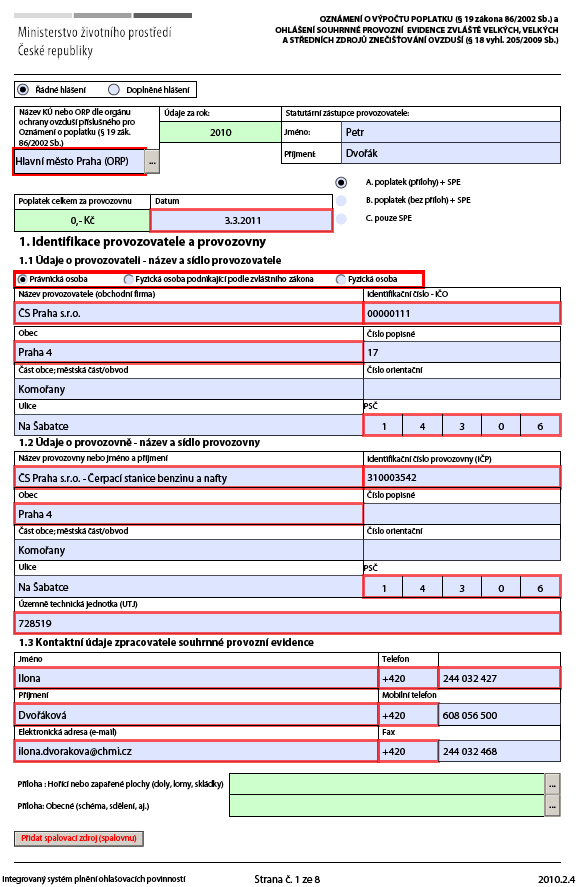 Ministerstvo životního prostředí
České republiky
OZNÁMENÍ O VÝPOČTU POPLATKU (§ 19 zákona 86/2002 Sb.) a
OHLÁŠENÍ SOUHRNNÉ PROVOZNÍ EVIDENCE ZVLÁŠTĚ VELKÝCH, VELKÝCH
A STŘEDNÍCH ZDROJŮ ZNEČIŠŤOVÁNÍ OVZDUŠÍ (§ 18 vyhl. 205/2009 Sb.)
Řádné hlášení Doplněné hlášení
Název KÚ nebo ORP dle orgánu
ochrany ovzduší příslušného pro
Oznámení o poplatku (§ 19 zák.
86/2002 Sb.)
Hlavní město Praha (ORP) ...
Údaje za rok:
2010
Statutární zástupce provozovatele:
Jméno: Petr
Příjmení: Dvořák
A. poplatek (přílohy) + SPE
B. poplatek (bez příloh) + SPE
C. pouze SPE
Poplatek celkem za provozovnu Datum
0,- Kč 3.3.2011
1. Identifikace provozovatele a provozovny
1.1 Údaje o provozovateli - název a sídlo provozovatele
Právnická osoba Fyzická osoba podnikající podle zvláštního zákona Fyzická osoba
Název provozovatele (obchodní firma) Identifikační číslo - IČO
ČS Praha s.r.o. 00000111
Obec Číslo popisné
Praha 4 17
Část obce; městská část/obvod Číslo orientační
Komořany
Ulice PSČ
Na Šabatce 1 4 3 0 6
1.2 Údaje o provozovně - název a sídlo provozovny
Název provozovny nebo jméno a příjmení Identifikační číslo provozovny (IČP)
ČS Praha s.r.o. - Čerpací stanice benzinu a nafty 310003542
Obec Číslo popisné
Praha 4
Část obce; městská část/obvod Číslo orientační
Komořany
Ulice PSČ
Na Šabatce 1 4 3 0 6
Územně technická jednotka (UTJ)
728519
1.3 Kontaktní údaje zpracovatele souhrnné provozní evidence
Jméno Telefon
Ilona +420 244 032 427
Příjmení Mobilní telefon
Dvořáková +420 608 056 500
Elektronická adresa (e-mail) Fax
ilona.dvorakova@chmi.cz +420 244 032 468
Příloha : Hořící nebo zapařené plochy (doly, lomy, skládky) ...
Příloha: Obecné (schéma, sdělení, aj.) ...
Přidat spalovací zdroj (spalovnu)
Integrovaný systém plnění ohlašovacích povinností Strana č. 1 ze 8 2010.2.4